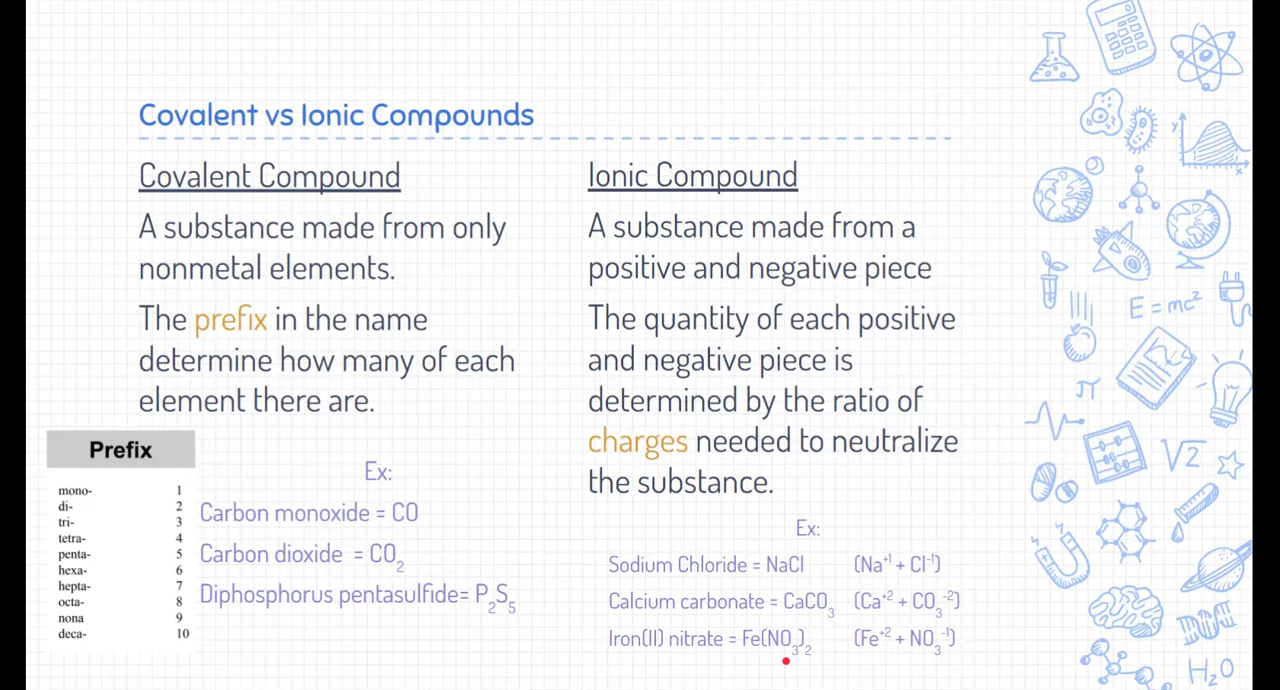 Covalent vs Ionic Compounds
Covalent Compound
A substance made from only
nonmetal elements.
The prefix in the name
determine how many of each
element there are.
Prefix
mono- 1
di- 2
tri- 3
tetra- 4
penta- 5
hexa- 6
hepta- 7
octa- 8
nona 9
deca- 10
Ex:
Carbon monoxide = CO
Carbon dioxide = CO₂
Diphosphorus pentasulfide= P₂S₅
Ionic Compound
A substance made from a
positive and negative piece
The quantity of each positive
and negative piece is
determined by the ratio of
charges needed to neutralize
the substance.
Ex:
Sodium Chloride = NaCl (Na⁺¹ + Cl⁻¹)
Calcium carbonate = CaCO₃ (Ca⁺² + CO₃⁻²)
Iron(II) nitrate = Fe(NO₃)₂ (Fe⁺² + NO₃⁻¹)
y
x
E = mc²
π
√2
H₂O